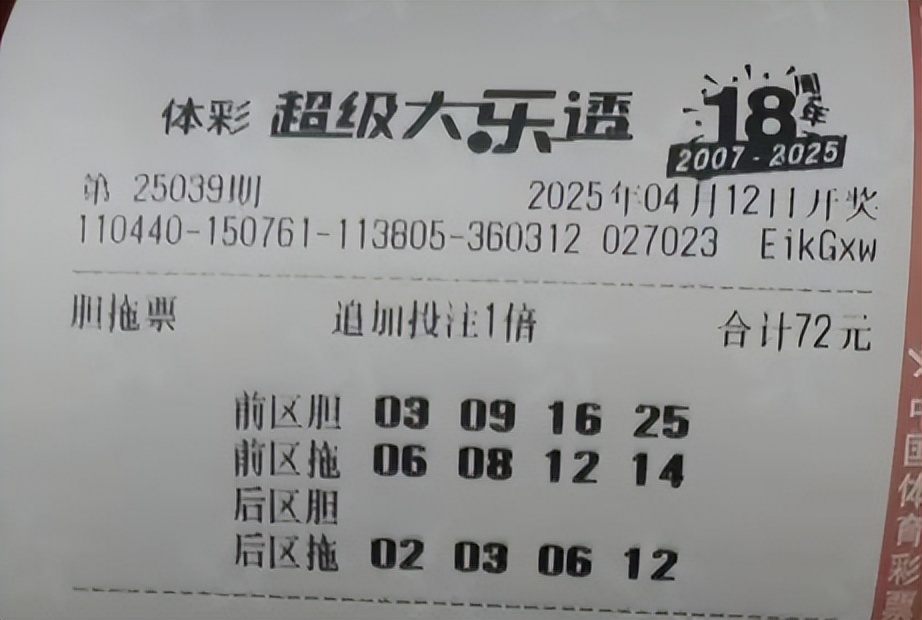 体彩 超级大乐透 18周年
2007-2025
第 25039期 2025年04月12日开奖
110440-150761-113805-360312 027023 EikGxw
胆拖票 追加投注1倍 合计72元
前区胆 03 09 16 25
前区拖 06 08 12 14
后区胆
后区拖 02 03 06 12
中国体育彩票